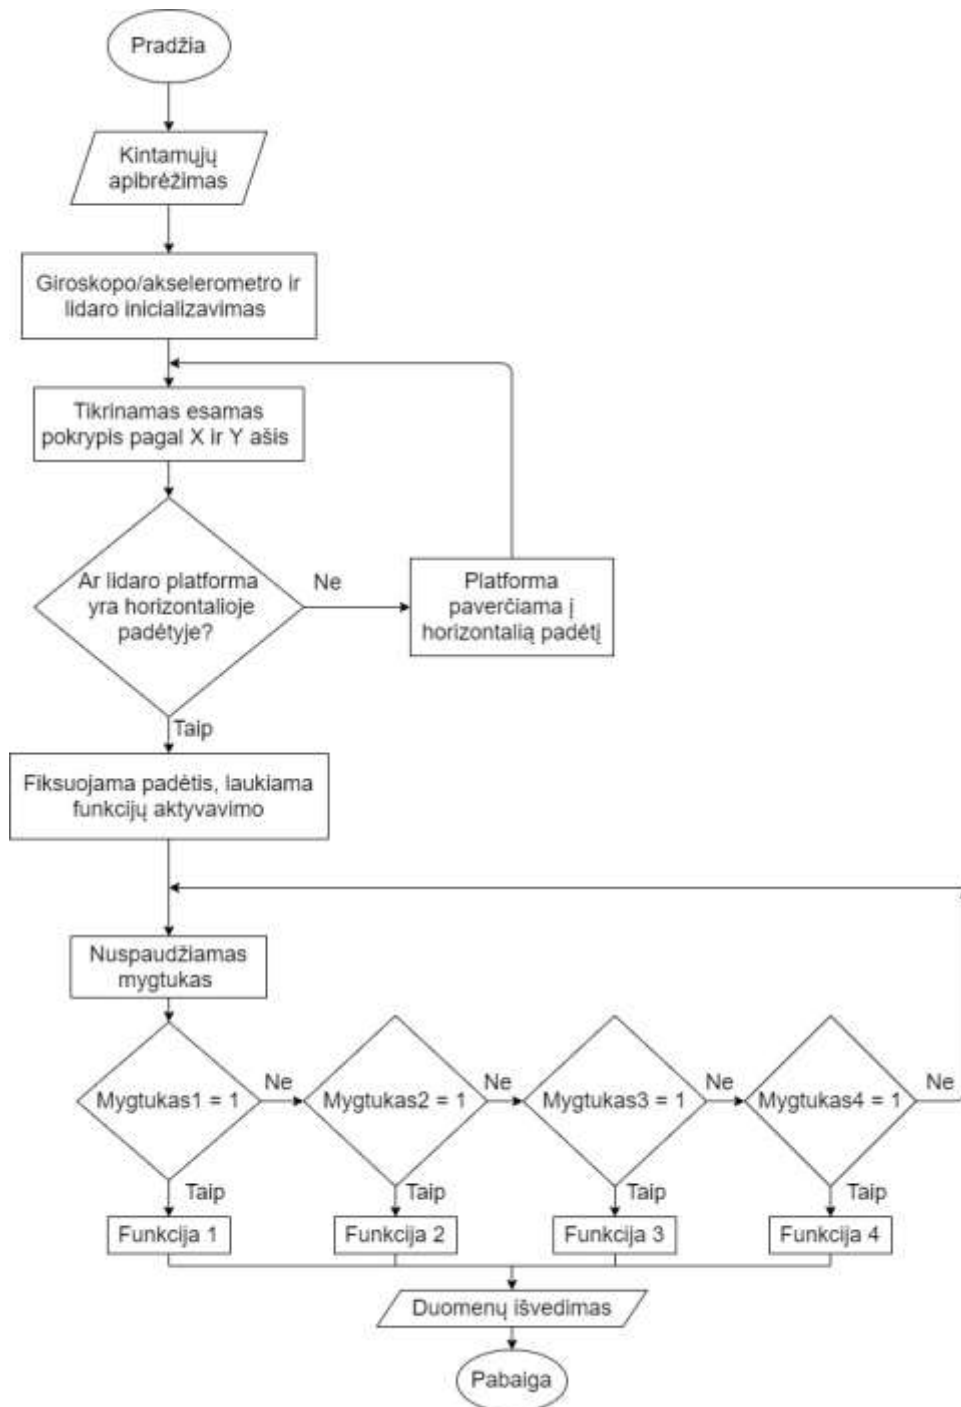 Pradžia
Kintamųjų
apibrėžimas
Giroskopo/akselerometro ir
lidaro inicializavimas
Tikrinamas esamas
pokrypis pagal X ir Y ašis
Ar lidaro platforma
yra horizontalioje
padėtyje?
Ne
Platforma
paverčiama į
horizontalią padėtį
Taip
Fiksuojama padėtis, laukiama
funkcijų aktyvavimo
Nuspaudžiamas
mygtukas
Mygtukas1 = 1
Ne
Mygtukas2 = 1
Ne
Mygtukas3 = 1
Ne
Mygtukas4 = 1
Ne
Taip
Taip
Taip
Taip
Funkcija 1
Funkcija 2
Funkcija 3
Funkcija 4
Duomenų išvedimas
Pabaiga